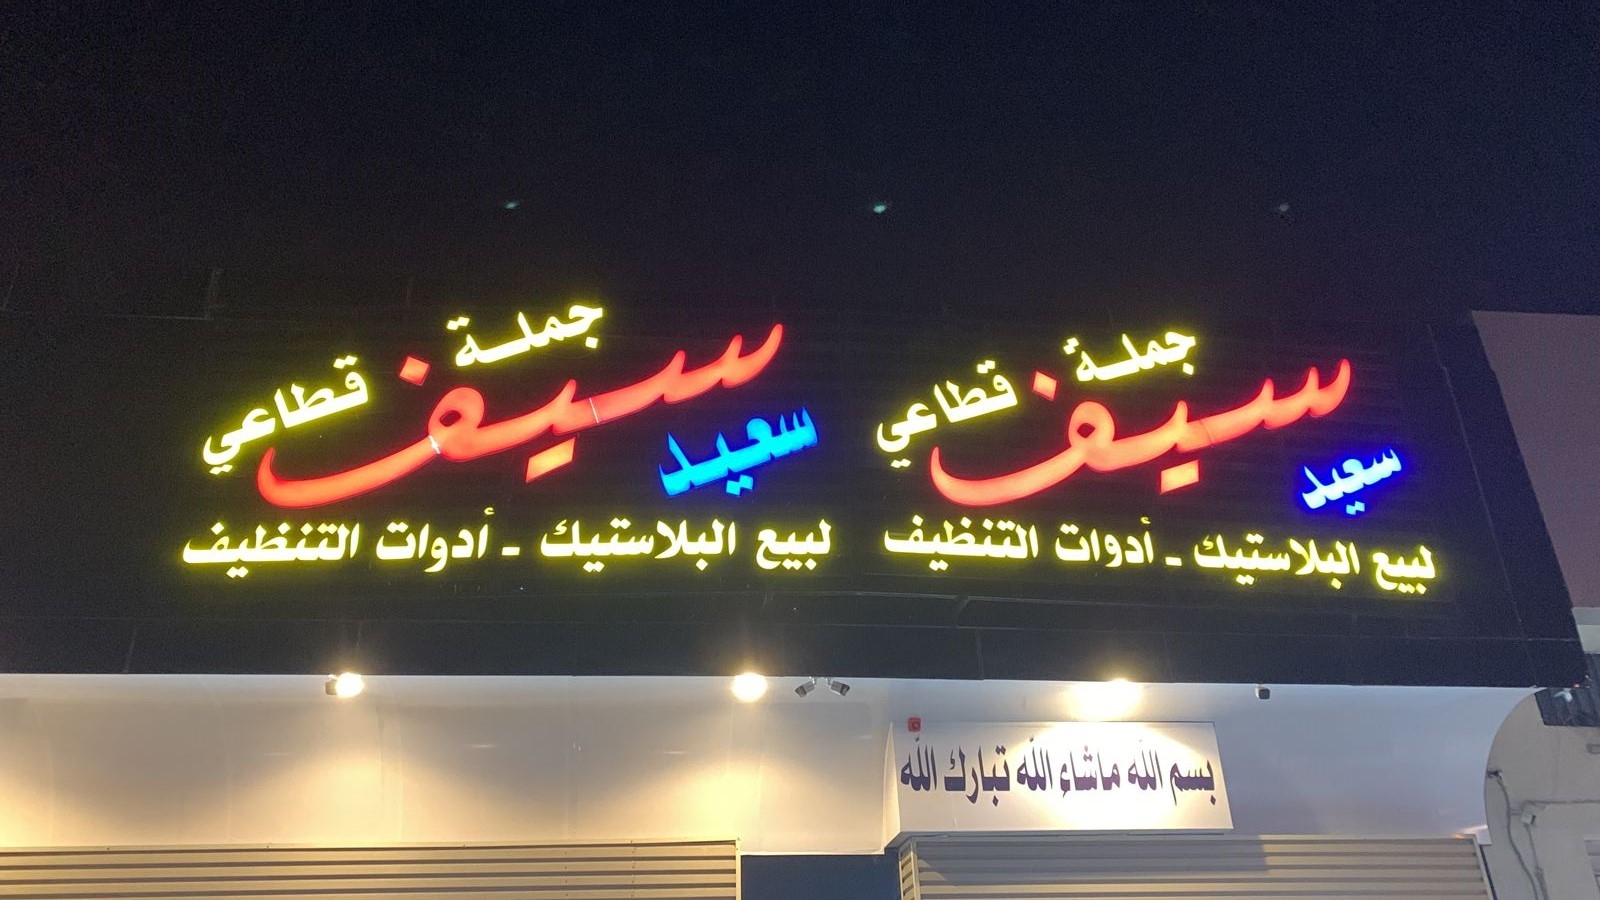 جملة قطاعي
سيف
سعيد
لبيع البلاستيك - أدوات التنظيف
جملة قطاعي
سيف
سعيد
لبيع البلاستيك - أدوات التنظيف
بسم الله ماشاء الله تبارك الله